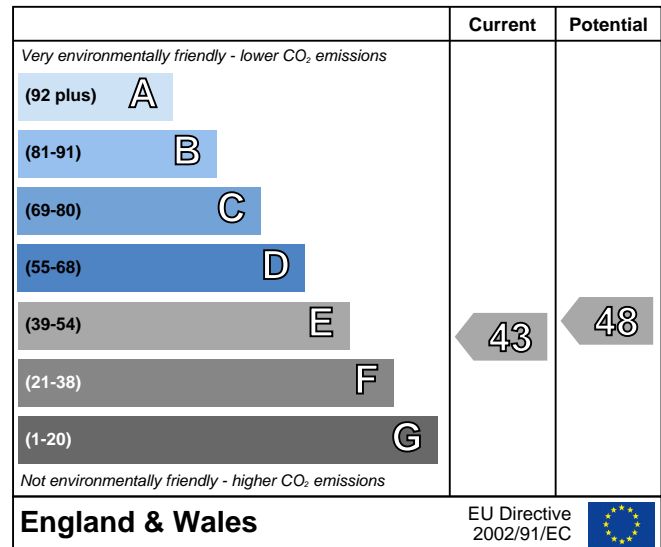 Current Potential
Very environmentally friendly - lower CO₂ emissions
(92 plus) A
(81-91) B
(69-80) C
(55-68) D
(39-54) E 43 48
(21-38) F
(1-20) G
Not environmentally friendly - higher CO₂ emissions
England & Wales
EU Directive
2002/91/EC